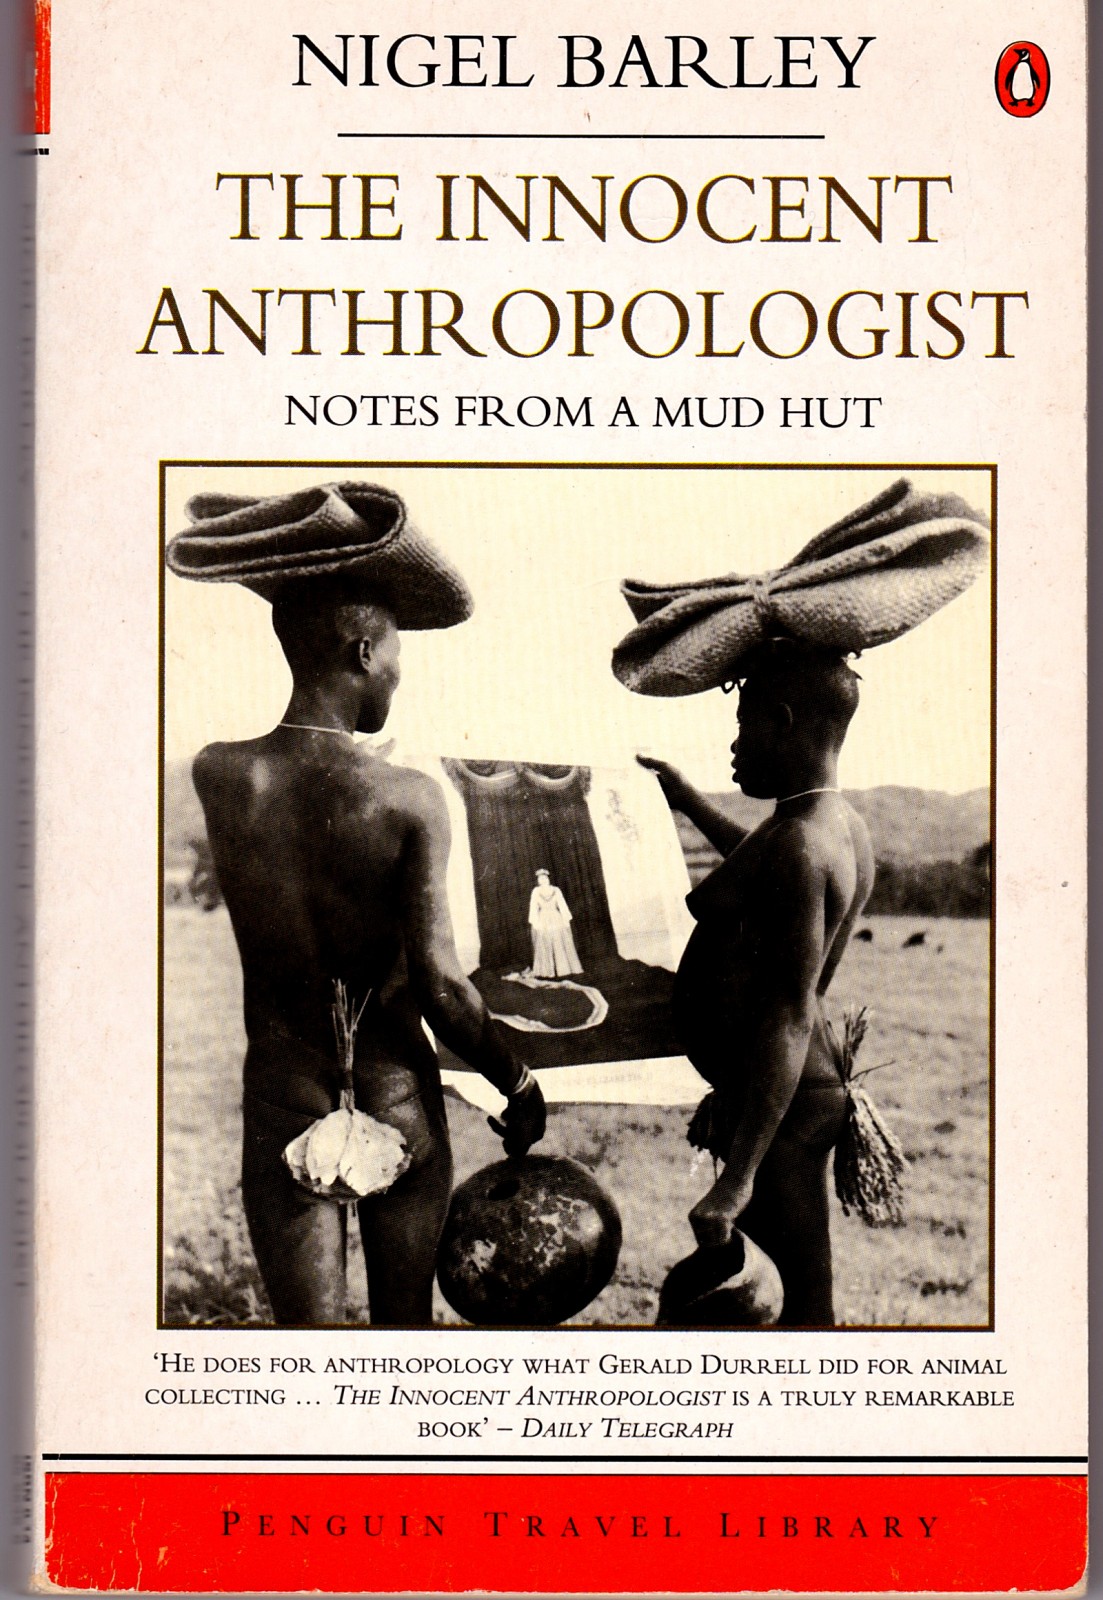 NIGEL BARLEY
THE INNOCENT
ANTHROPOLOGIST
NOTES FROM A MUD HUT
‘HE DOES FOR ANTHROPOLOGY WHAT GERALD DURRELL DID FOR ANIMAL
COLLECTING ... THE INNOCENT ANTHROPOLOGIST IS A TRULY REMARKABLE
BOOK’ – DAILY TELEGRAPH
PENGUIN TRAVEL LIBRARY